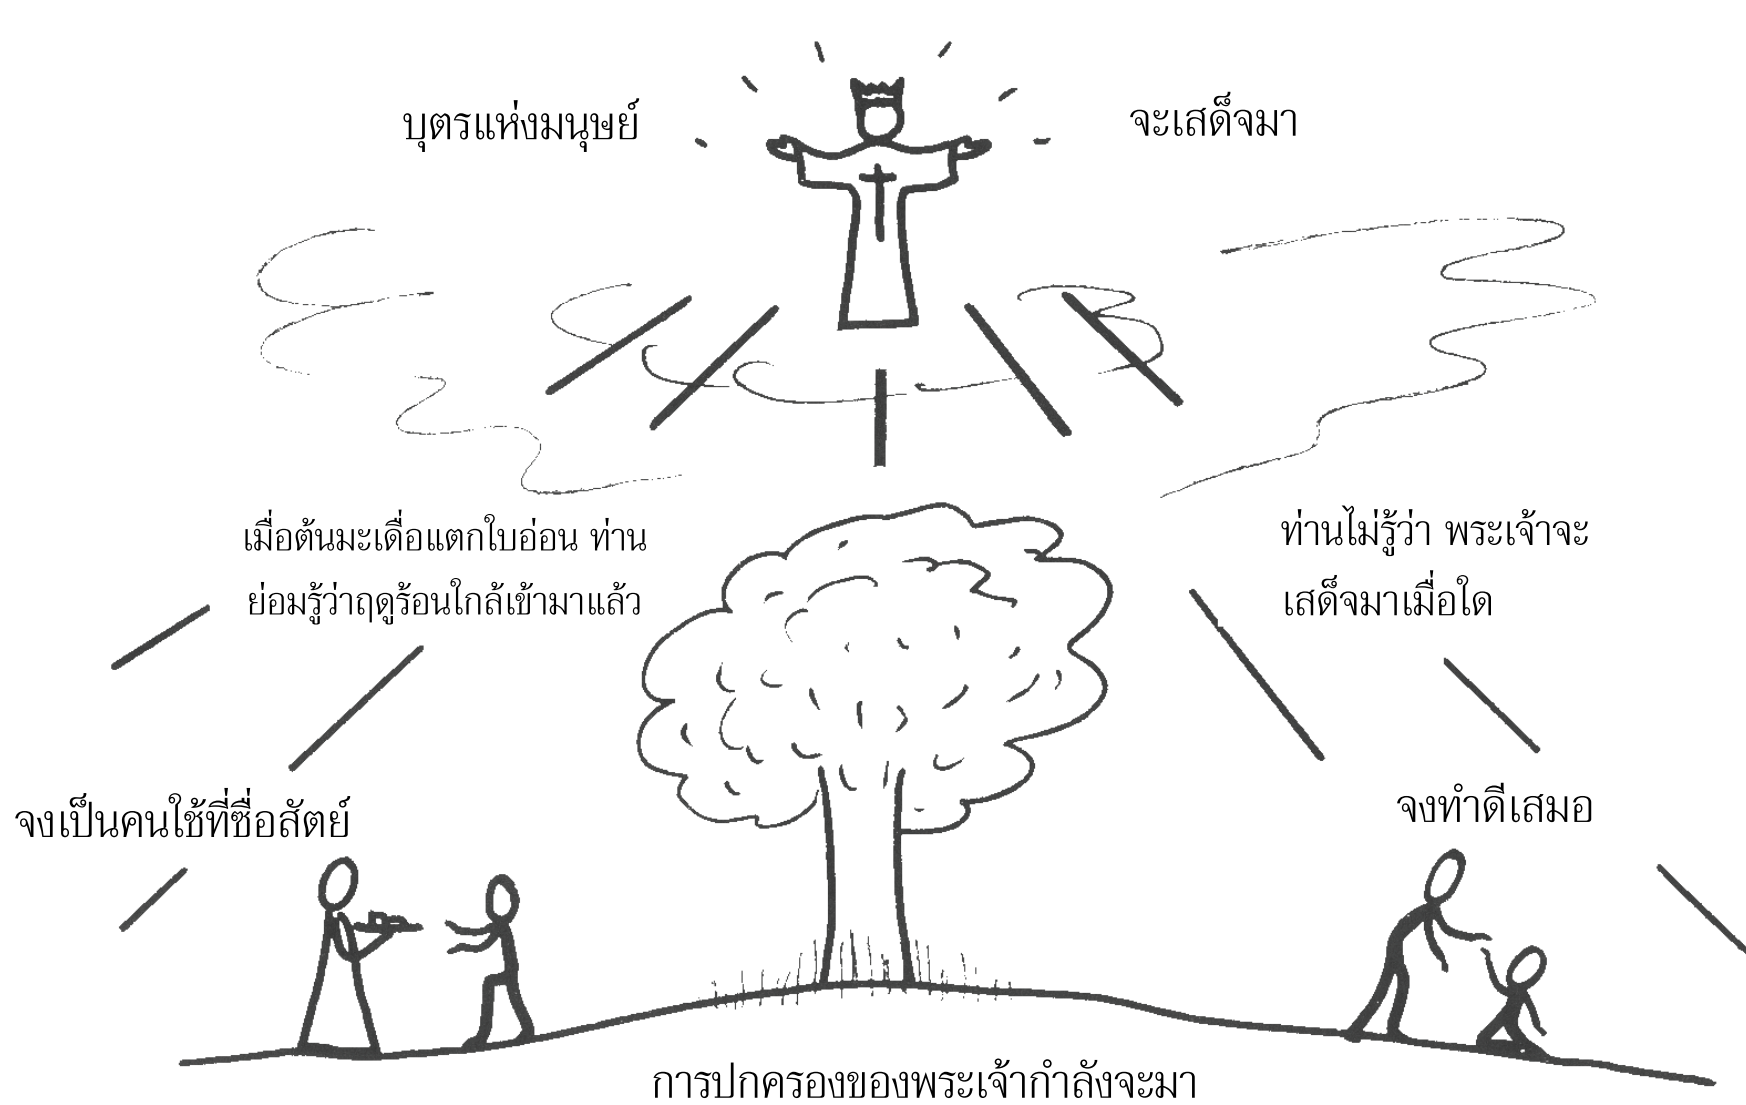 บุตรแห่งมนุษย์
จะเสด็จมา
เมื่อต้นมะเดื่อแตกใบอ่อน ท่าน
ย่อมรู้ว่าฤดูร้อนใกล้เข้ามาแล้ว
ท่านไม่รู้ว่า พระเจ้าจะ
เสด็จมาเมื่อใด
จงเป็นคนใช้ที่ซื่อสัตย์
จงทำดีเสมอ
การปกครองของพระเจ้ากำลังจะมา